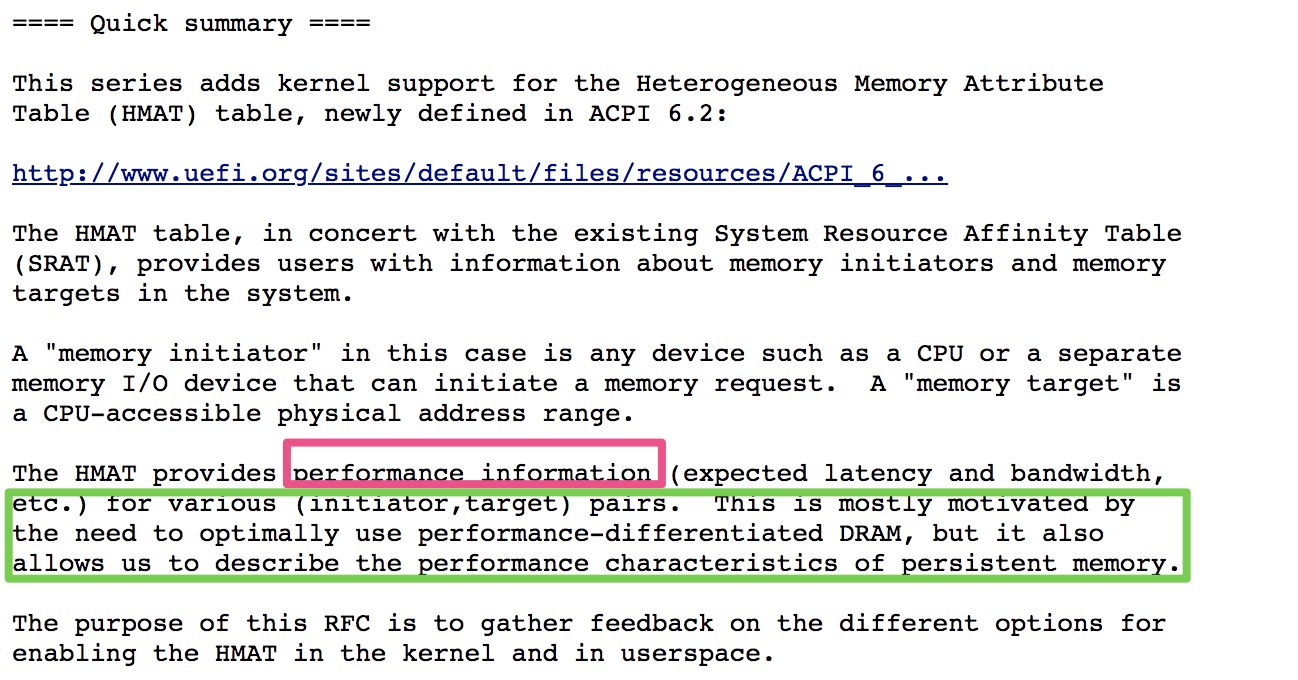 ==== Quick summary ====
This series adds kernel support for the Heterogeneous Memory Attribute
Table (HMAT) table, newly defined in ACPI 6.2:
http://www.uefi.org/sites/default/files/resources/ACPI_6_...
The HMAT table, in concert with the existing System Resource Affinity Table
(SRAT), provides users with information about memory initiators and memory
targets in the system.
A "memory initiator" in this case is any device such as a CPU or a separate
memory I/O device that can initiate a memory request.  A "memory target" is
a CPU-accessible physical address range.
The HMAT provides performance information (expected latency and bandwidth,
etc.) for various (initiator,target) pairs.  This is mostly motivated by
the need to optimally use performance-differentiated DRAM, but it also
allows us to describe the performance characteristics of persistent memory.
The purpose of this RFC is to gather feedback on the different options for
enabling the HMAT in the kernel and in userspace.